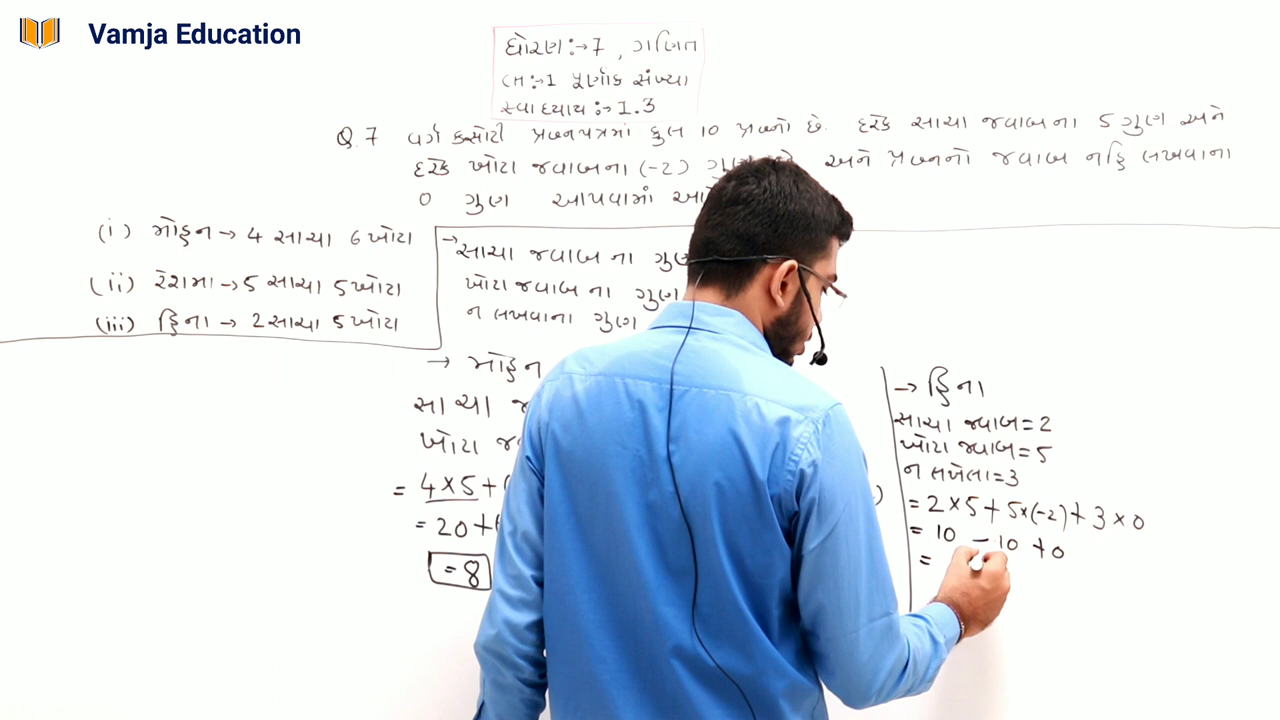 Vamja Education
ધોરણ :→ 7 , ગણિત
CH :→ 1 પૂર્ણાંક સંખ્યા
સ્વાધ્યાય :→ 1.3
Q.7 વર્ગ કસોટી પ્રશ્નપત્રમાં કુલ 10 પ્રશ્નો છે. દરેક સાચા જવાબના 5 ગુણ અને
દરેક ખોટા જવાબના (-2) અને પ્રશ્નનો જવાબ નહિ લખવાના
0 ગુણ આપવામાં
(i) મોહન → 4 સાચા 6 ખોટા
(ii) રેશમા → 5 સાચા 5 ખોટા
(iii) હિના → 2 સાચા 5 ખોટા
→ સાચા જવાબ ના
ખોટા જવાબ ના ગુણ
ન લખવાના ગુણ
→ મોહન
સાચા
ખોટા
= 4 × 5 +
= 20 +
= 8
→ હિના
સાચા જવાબ = 2
ખોટા જવાબ = 5
ન લખેલા = 3
= 2 × 5 + 5 × (-2) + 3 × 0
= 10 - 10 + 0
=